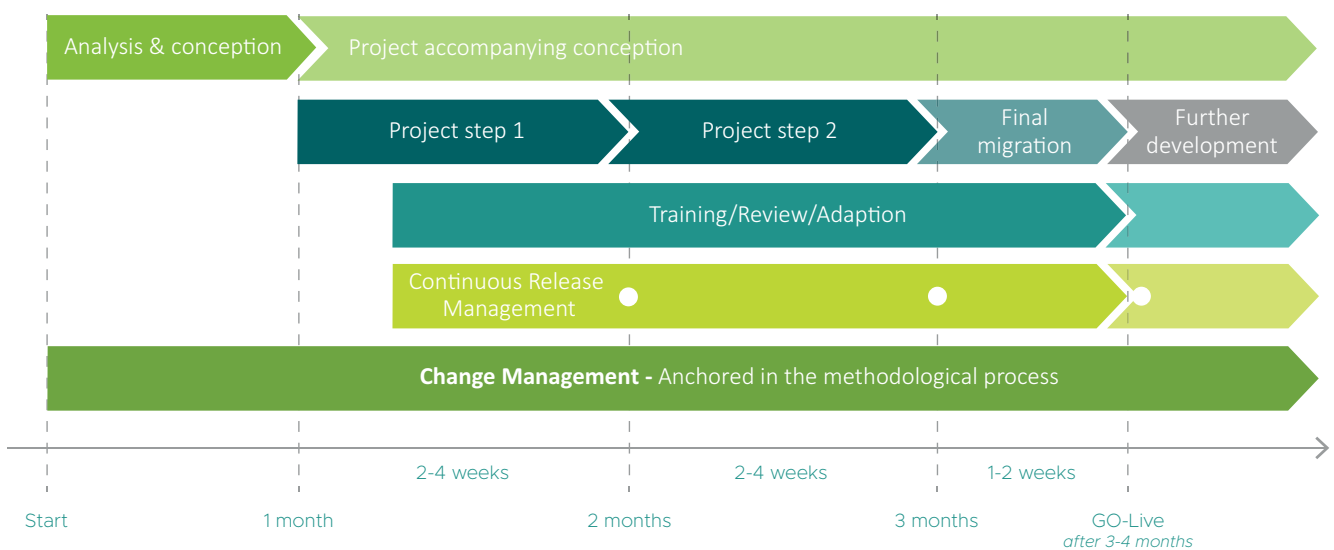 Analysis & conception
Project accompanying conception
Project step 1
Project step 2
Final
migration
Further
development
Training/Review/Adaption
Continuous Release
Management
Change Management - Anchored in the methodological process
2-4 weeks
2-4 weeks
1-2 weeks
Start
1 month
2 months
3 months
GO-Live
after 3-4 months